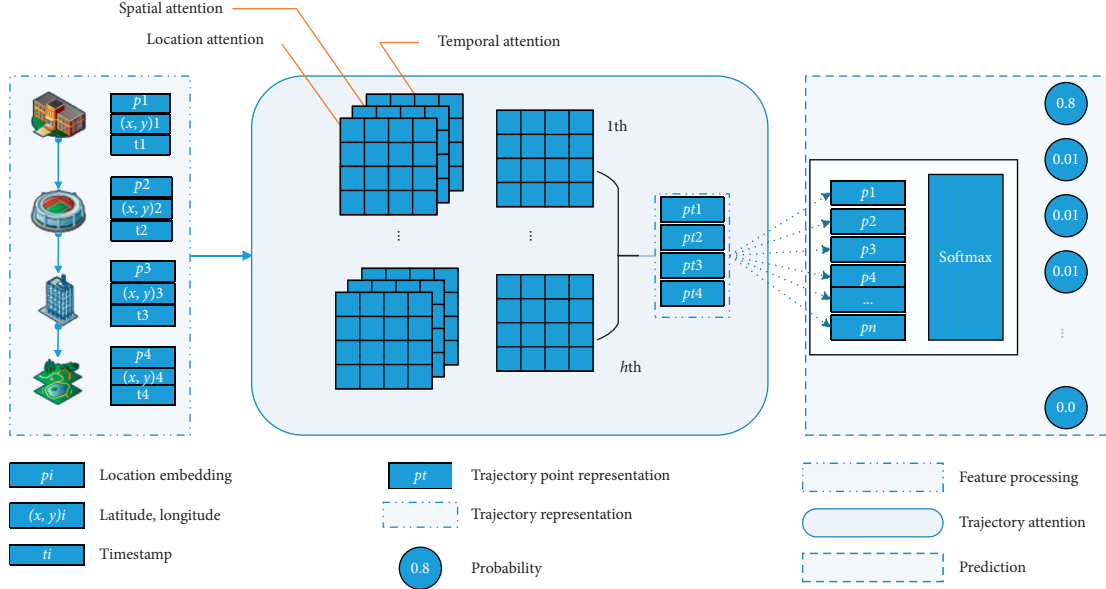 Spatial attention
Location attention
Temporal attention
p1
(x, y)1
t1
p2
(x, y)2
t2
p3
(x, y)3
t3
p4
(x, y)4
t4
1th
⋮
⋮
hth
pt1
pt2
pt3
pt4
p1
p2
p3
p4
...
pn
Softmax
0.8
0.01
0.01
0.01
⋮
0.0
pi
Location embedding
(x, y)i
Latitude, longitude
ti
Timestamp
pt
Trajectory point representation
Trajectory representation
0.8
Probability
Feature processing
Trajectory attention
Prediction